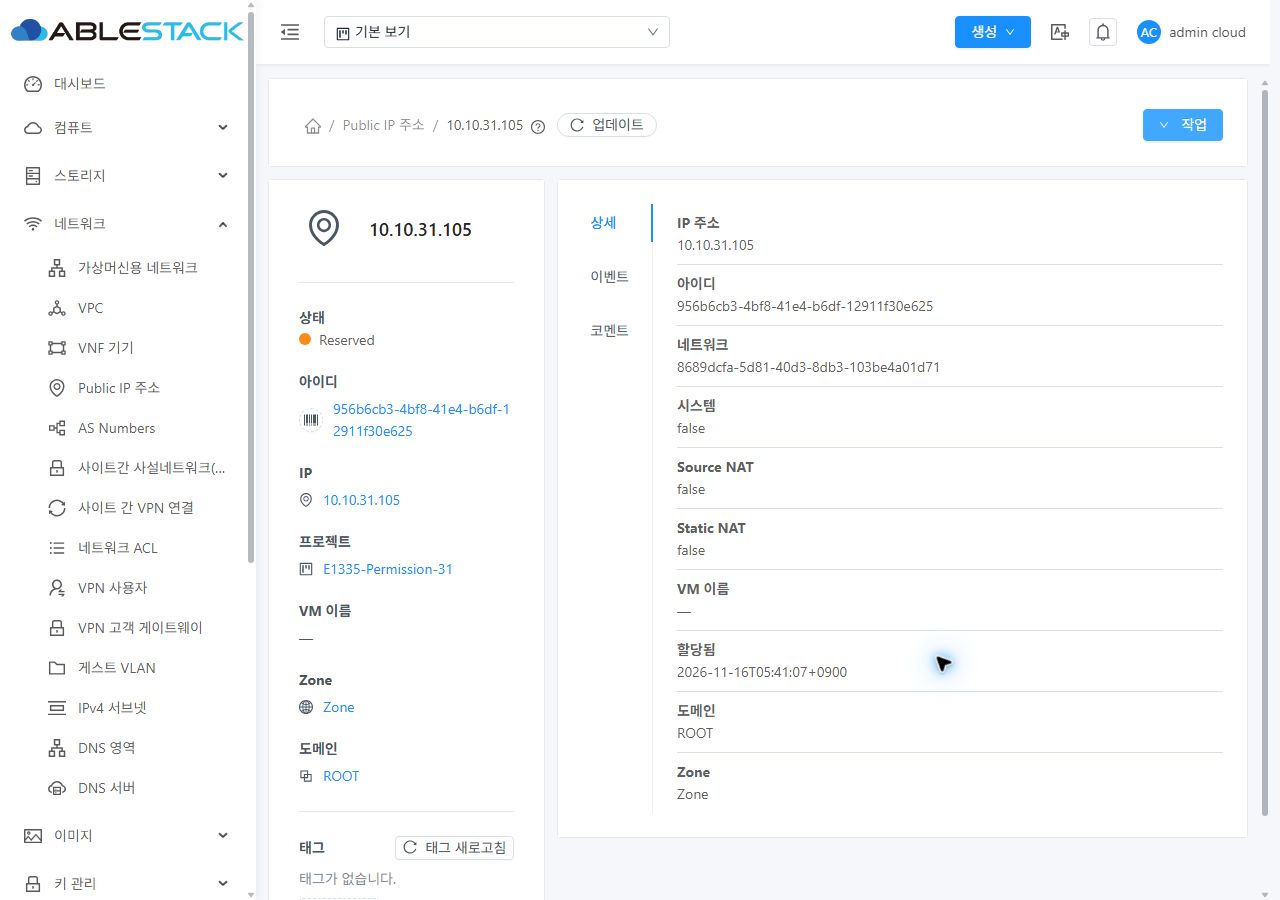 ABLESTACK
기본 보기
생성
AC
admin cloud
대시보드
컴퓨트
스토리지
네트워크
가상머신용 네트워크
VPC
VNF 기기
Public IP 주소
AS Numbers
사이트간 사설네트워크(...
사이트 간 VPN 연결
네트워크 ACL
VPN 사용자
VPN 고객 게이트웨이
게스트 VLAN
IPv4 서브넷
DNS 영역
DNS 서버
이미지
키 관리
/ Public IP 주소 / 10.10.31.105
업데이트
작업
10.10.31.105
상태
Reserved
아이디
956b6cb3-4bf8-41e4-b6df-1
2911f30e625
IP
10.10.31.105
프로젝트
E1335-Permission-31
VM 이름
—
Zone
Zone
도메인
ROOT
태그
태그 새로고침
태그가 없습니다.
상세
이벤트
코멘트
IP 주소
10.10.31.105
아이디
956b6cb3-4bf8-41e4-b6df-12911f30e625
네트워크
8689dcfa-5d81-40d3-8db3-103be4a01d71
시스템
false
Source NAT
false
Static NAT
false
VM 이름
—
할당됨
2026-11-16T05:41:07+0900
도메인
ROOT
Zone
Zone